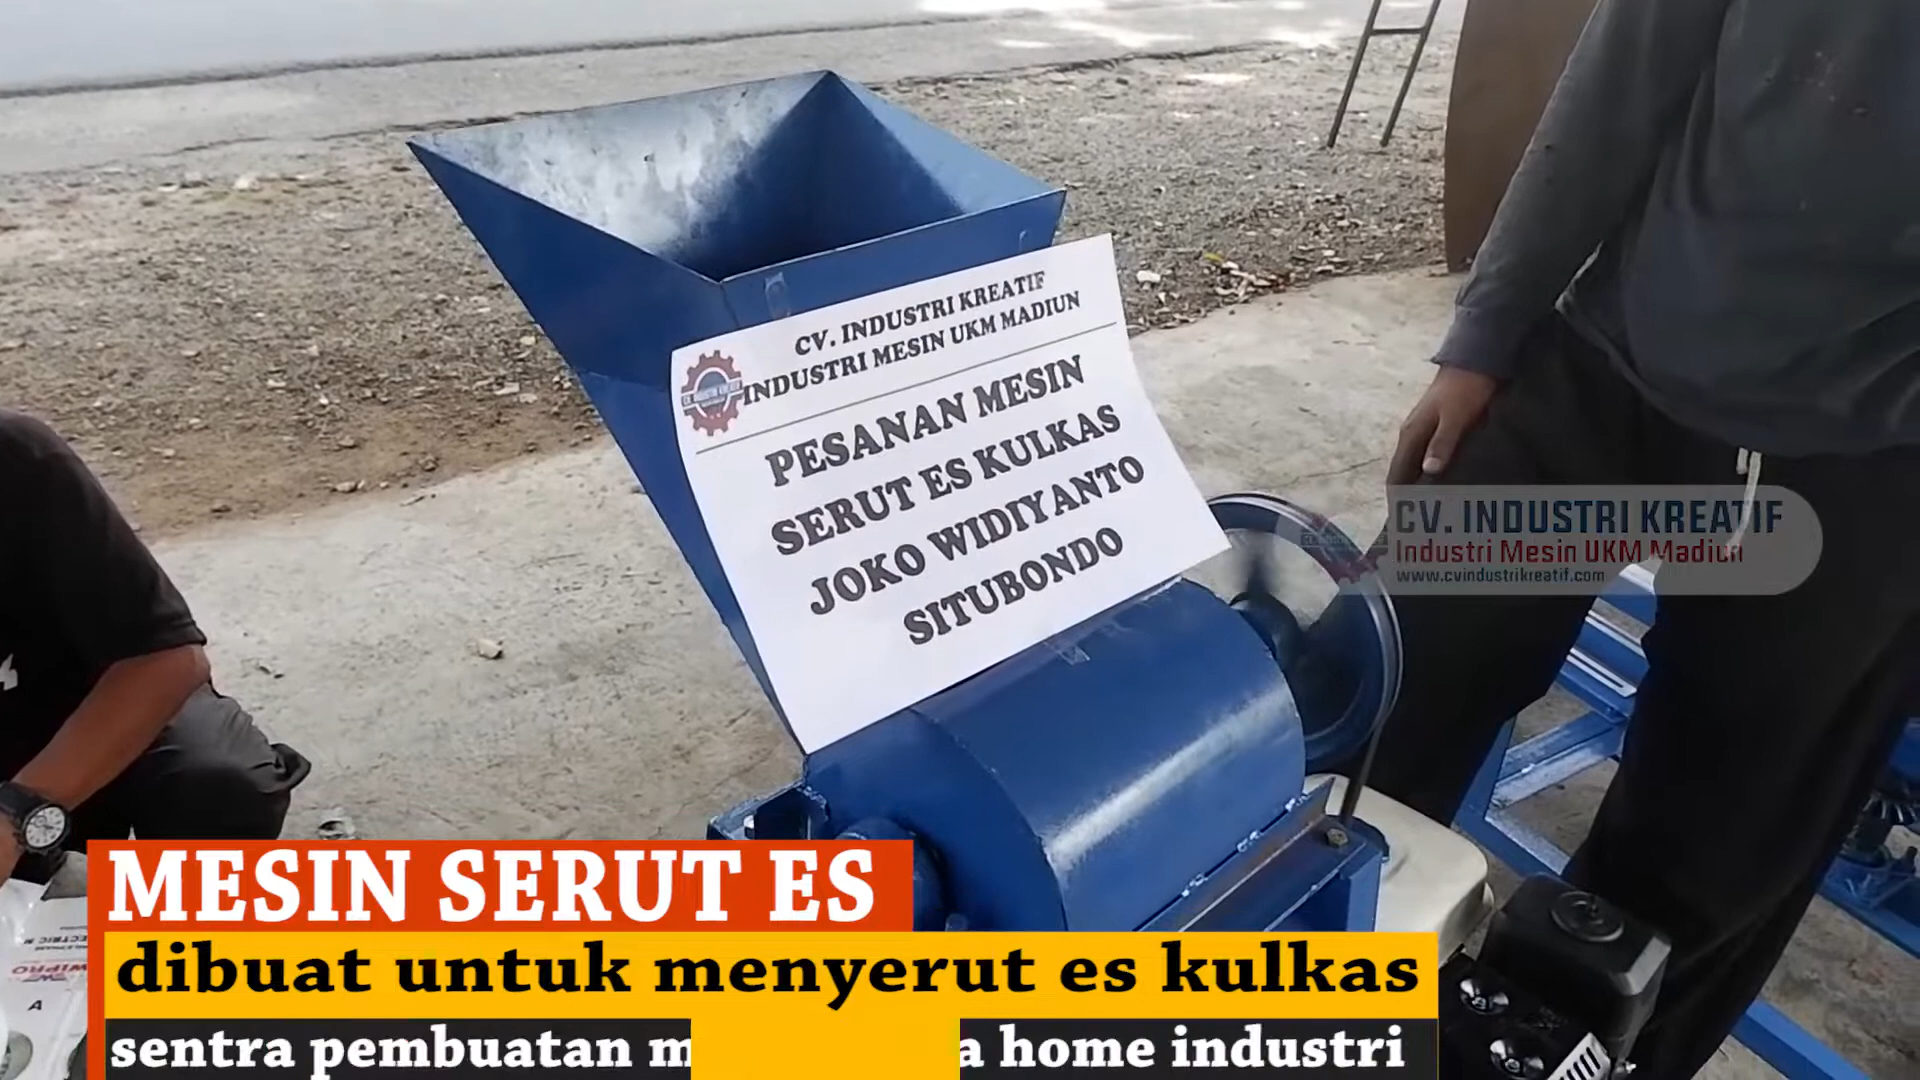 CV. INDUSTRI KREATIF
INDUSTRI MESIN UKM MADIUN
PESANAN MESIN
SERUT ES KULKAS
JOKO WIDIYANTO
SITUBONDO
CV. INDUSTRI KREATIF
Industri Mesin UKM Madiun
www.cvindustrikreatif.com
MESIN SERUT ES
dibuat untuk menyerut es kulkas
sentra pembuatan
home industri
WIPRO
A